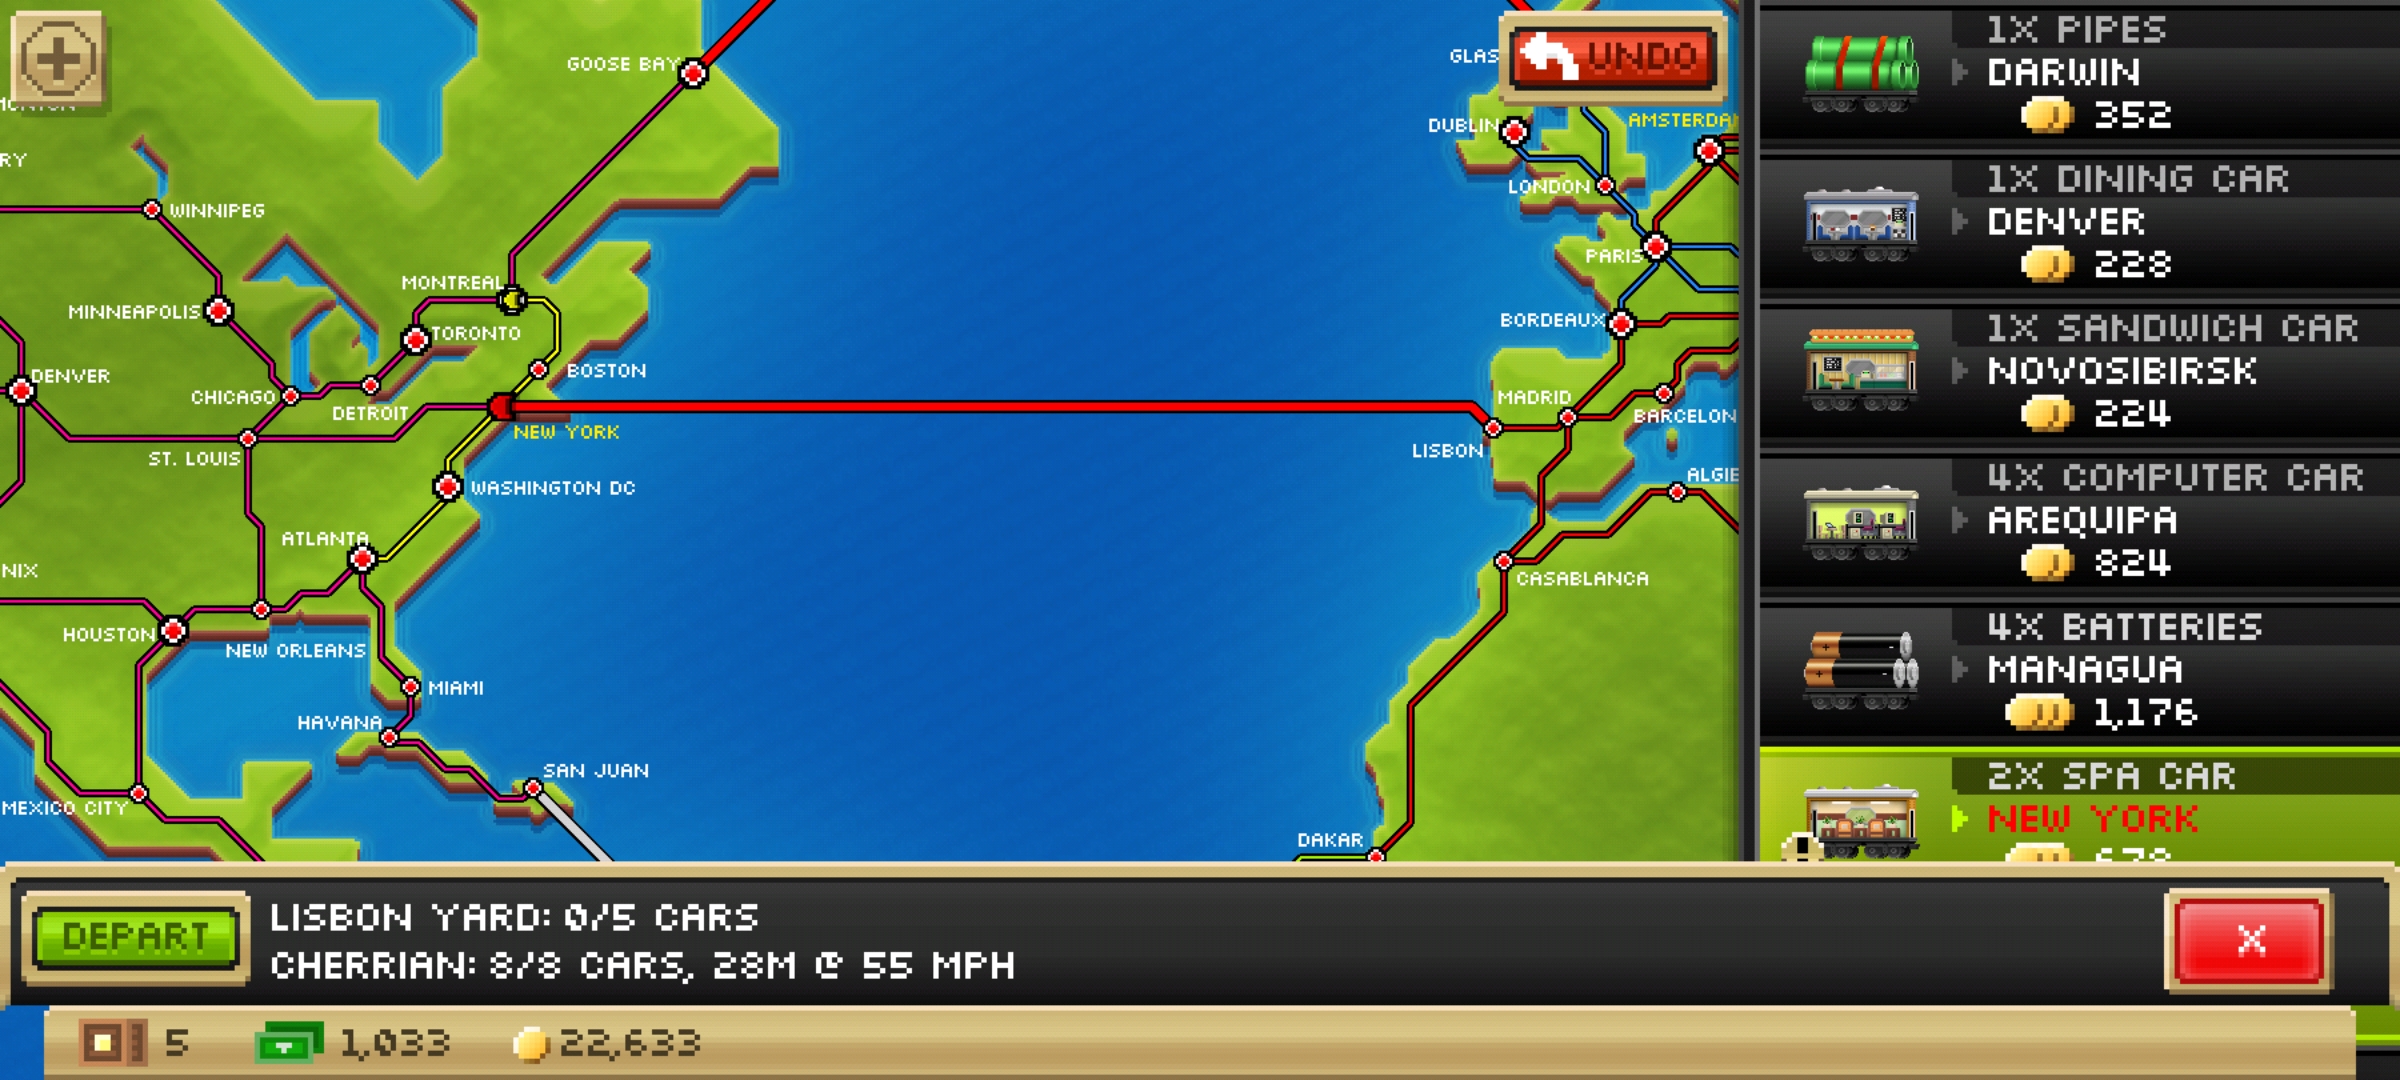 GOOSE BAY
GLAS
UNDO
DUBLIN
AMSTERDA
LONDON
RY
WINNIPEG
PARIS
MONTREAL
MINNEAPOLIS
TORONTO
BORDEAUX
DENVER
BOSTON
CHICAGO
DETROIT
MADRID
BARCELON
NEW YORK
LISBON
ST. LOUIS
WASHINGTON DC
ALGIE
ATLANTA
NIX
CASABLANCA
HOUSTON
NEW ORLEANS
MIAMI
HAVANA
SAN JUAN
MEXICO CITY
DAKAR
1X PIPES
DARWIN
352
1X DINING CAR
DENVER
228
1X SANDWICH CAR
NOVOSIBIRSK
224
4X COMPUTER CAR
AREQUIPA
824
4X BATTERIES
MANAGUA
1,176
2X SPA CAR
NEW YORK
DEPART
LISBON YARD: 0/5 CARS
CHERRIAN: 8/8 CARS, 28M @ 55 MPH
X
5
1,033
22,633